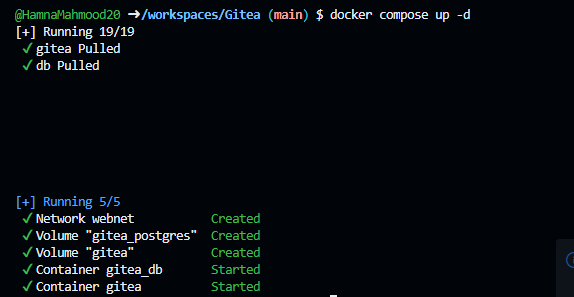 @HamnaMahmood20 ➜/workspaces/Gitea (main) $ docker compose up -d
[+] Running 19/19
✓ gitea Pulled
✓ db Pulled
[+] Running 5/5
✓ Network webnet Created
✓ Volume "gitea_postgres" Created
✓ Volume "gitea" Created
✓ Container gitea_db Started
✓ Container gitea Started